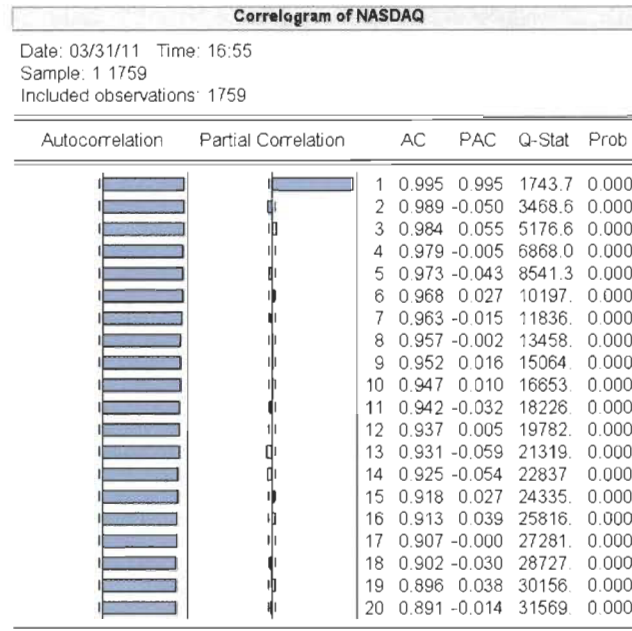 Correlogram of NASDAQ
Date: 03/31/11 Time: 16:55
Sample: 1 1759
Included observations: 1759
Autocorrelation Partial Correlation AC PAC Q-Stat Prob
1 0.995 0.995 1743.7 0.000
2 0.989 -0.050 3468.6 0.000
3 0.984 0.055 5176.6 0.000
4 0.979 -0.005 6868.0 0.000
5 0.973 -0.043 8541.3 0.000
6 0.968 0.027 10197. 0.000
7 0.963 -0.015 11836. 0.000
8 0.957 -0.002 13458. 0.000
9 0.952 0.016 15064. 0.000
10 0.947 0.010 16653. 0.000
11 0.942 -0.032 18226. 0.000
12 0.937 0.005 19782. 0.000
13 0.931 -0.059 21319. 0.000
14 0.925 -0.054 22837 0.000
15 0.918 0.027 24335. 0.000
16 0.913 0.039 25816. 0.000
17 0.907 -0.000 27281. 0.000
18 0.902 -0.030 28727. 0.000
19 0.896 0.038 30156. 0.000
20 0.891 -0.014 31569. 0.000